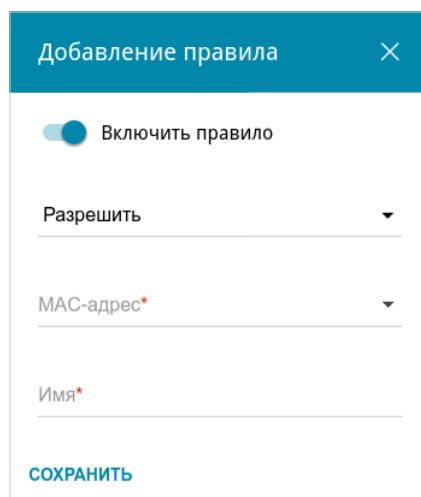 Добавление правила
Включить правило
Разрешить
MAC-адрес*
Имя*
СОХРАНИТЬ